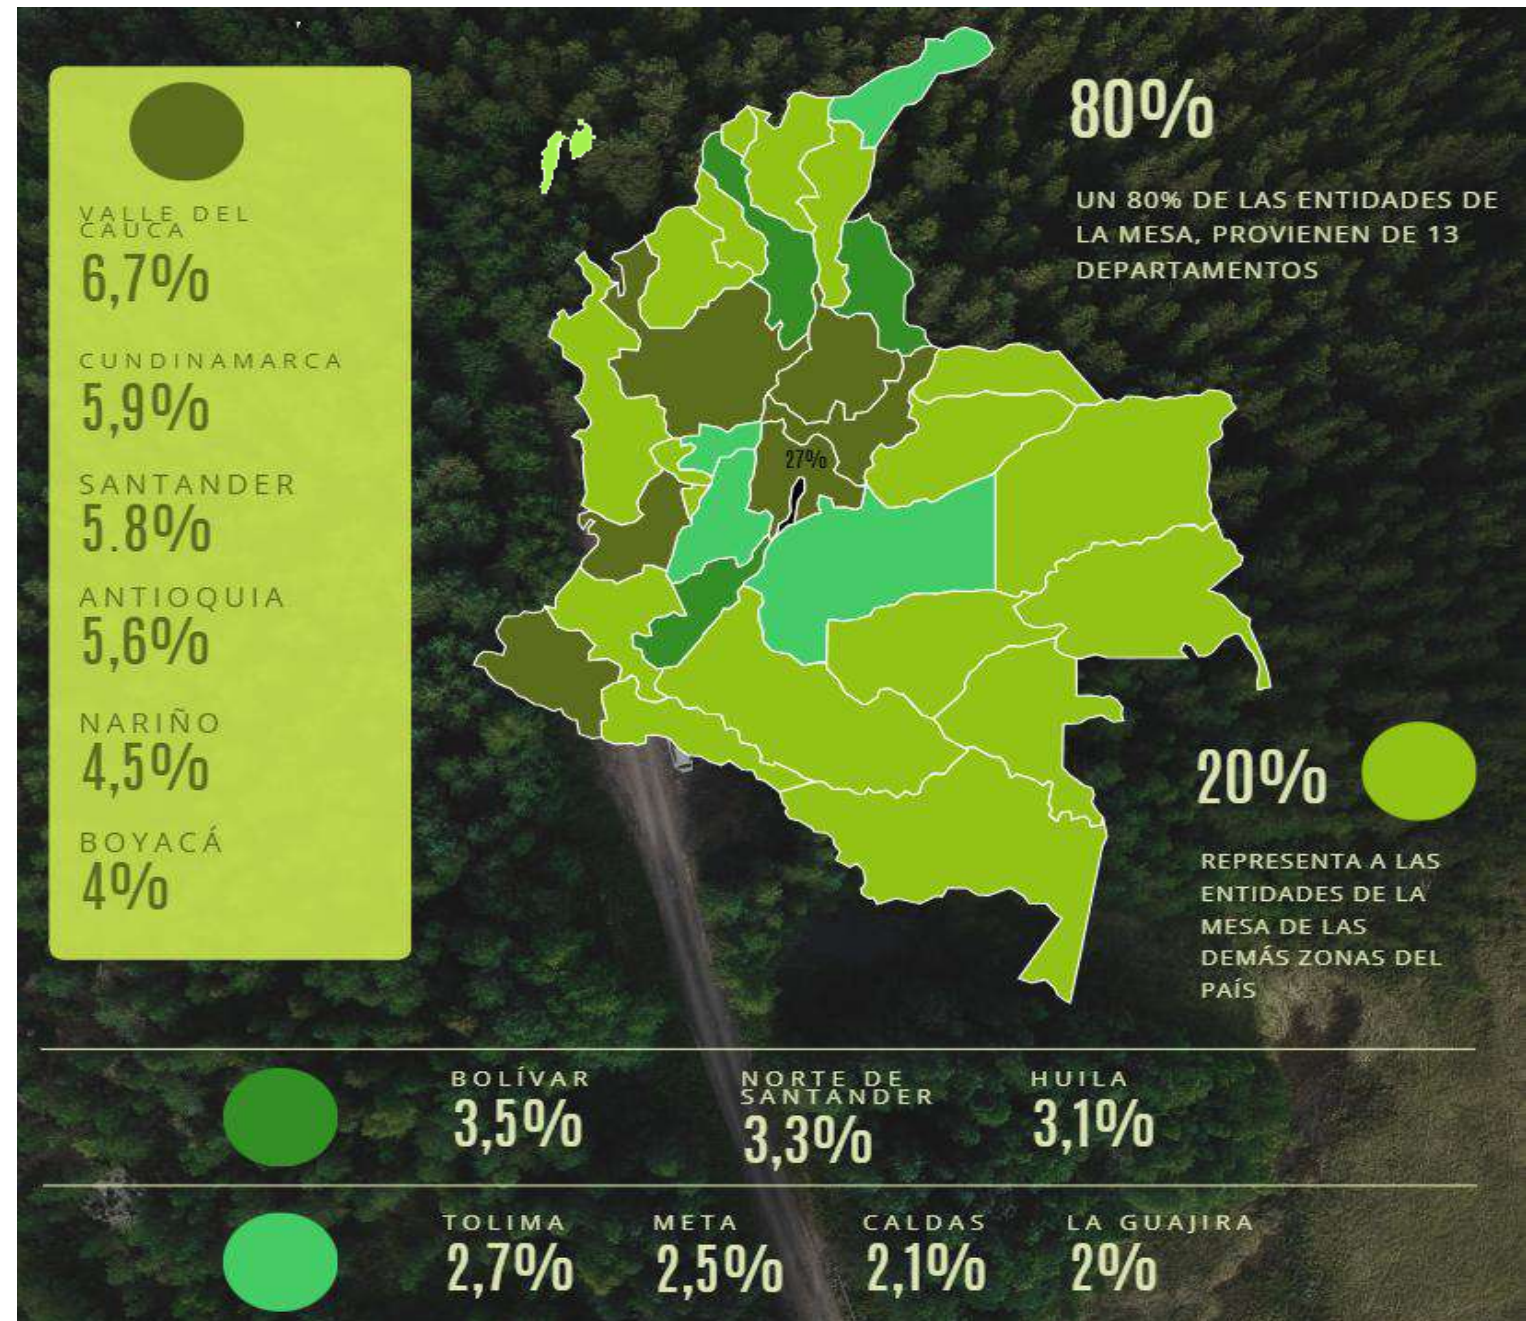 VALLE DEL
CAUCA
6,7%
CUNDINAMARCA
5,9%
SANTANDER
5.8%
ANTIOQUIA
5,6%
NARIÑO
4,5%
BOYACÁ
4%
27%
80%
UN 80% DE LAS ENTIDADES DE
LA MESA, PROVIENEN DE 13
DEPARTAMENTOS
20%
REPRESENTA A LAS
ENTIDADES DE LA
MESA DE LAS
DEMÁS ZONAS DEL
PAÍS
BOLÍVAR
3,5%
NORTE DE
SANTANDER
3,3%
HUILA
3,1%
TOLIMA
2,7%
META
2,5%
CALDAS
2,1%
LA GUAJIRA
2%